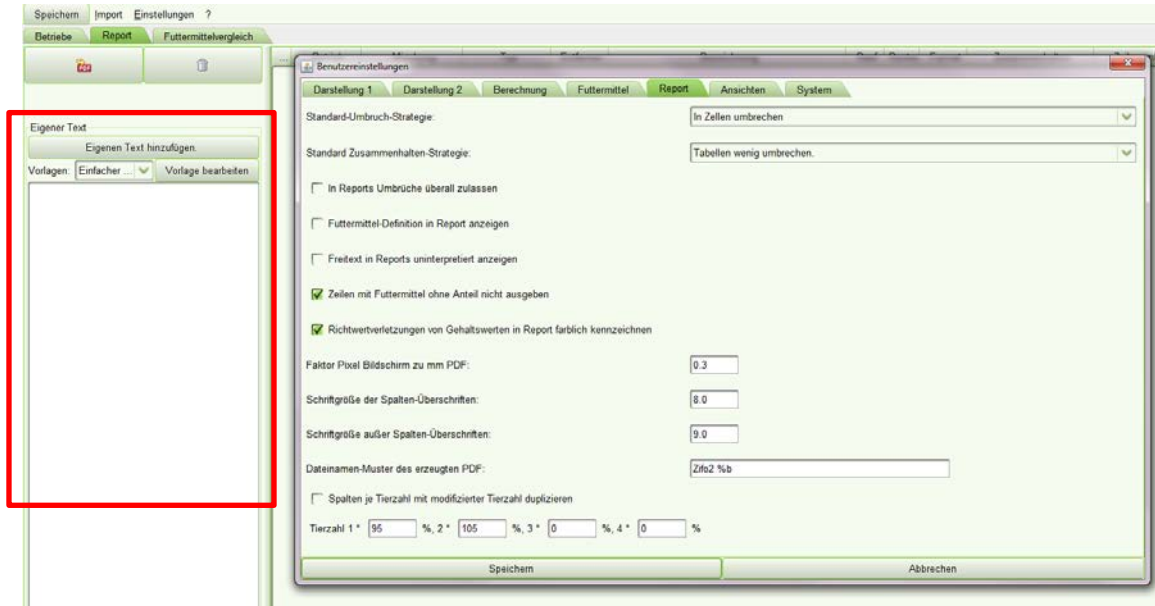 Speichern Import Einstellungen ?
Betriebe Report Futtermittelvergleich
Benutzereinstellungen
Darstellung 1 Darstellung 2 Berechnung Futtermittel Report Ansichten System
Eigener Text
Eigenen Text hinzufügen.
Vorlagen: Einfacher ... Vorlage bearbeiten
Standard-Umbruch-Strategie: In Zellen umbrechen
Standard Zusammenhalten-Strategie: Tabellen wenig umbrechen.
In Reports Umbrüche überall zulassen
Futtermittel-Definition in Report anzeigen
Freitext in Reports uninterpretiert anzeigen
Zeilen mit Futtermittel ohne Anteil nicht ausgeben
Richtwertverletzungen von Gehaltswerten in Report farblich kennzeichnen
Faktor Pixel Bildschirm zu mm PDF: 0.3
Schriftgröße der Spalten-Überschriften: 8.0
Schriftgröße außer Spalten-Überschriften: 9.0
Dateinamen-Muster des erzeugten PDF: Zifo2 %b
Spalten je Tierzahl mit modifizierter Tierzahl duplizieren
Tierzahl 1 * 95 %, 2 * 105 %, 3 * 0 %, 4 * 0 %
Speichern Abbrechen